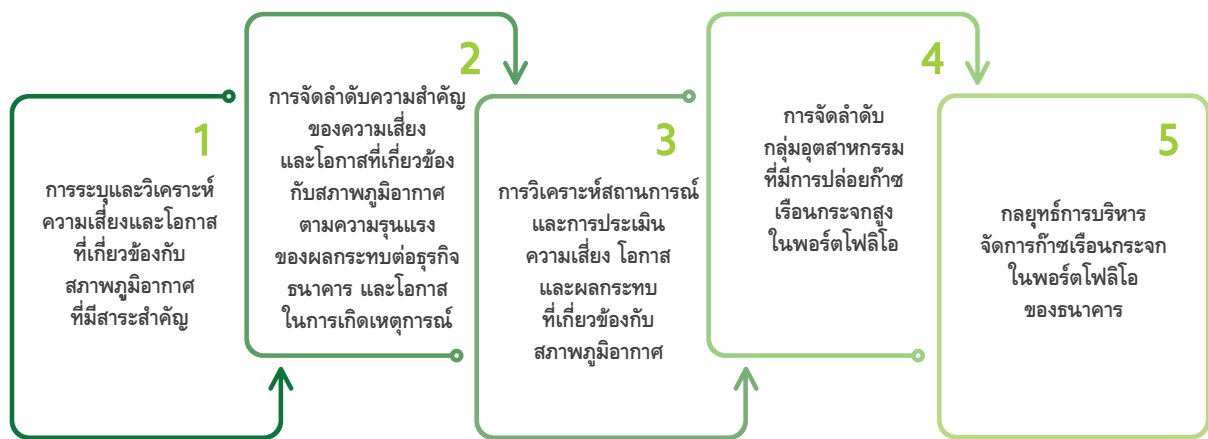 1
การระบุและวิเคราะห์
ความเสี่ยงและโอกาส
ที่เกี่ยวข้องกับ
สภาพภูมิอากาศ
ที่มีสาระสำคัญ
2
การจัดลำดับความสำคัญ
ของความเสี่ยง
และโอกาสที่เกี่ยวข้อง
กับสภาพภูมิอากาศ
ตามความรุนแรง
ของผลกระทบต่อธุรกิจ
ธนาคาร และโอกาส
ในการเกิดเหตุการณ์
3
การวิเคราะห์สถานการณ์
และการประเมิน
ความเสี่ยง โอกาส
และผลกระทบ
ที่เกี่ยวข้องกับ
สภาพภูมิอากาศ
4
การจัดลำดับ
กลุ่มอุตสาหกรรม
ที่มีการปล่อยก๊าซ
เรือนกระจกสูง
ในพอร์ตโฟลิโอ
5
กลยุทธ์การบริหาร
จัดการก๊าซเรือนกระจก
ในพอร์ตโฟลิโอ
ของธนาคาร